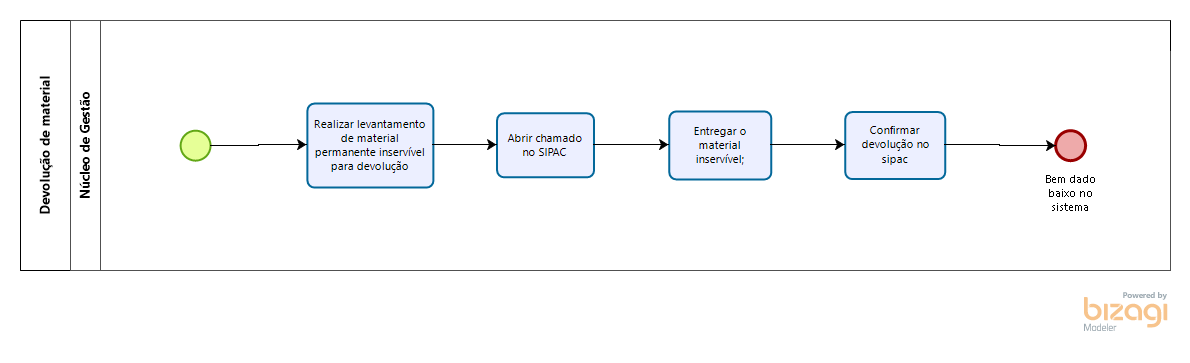 Devolução de material
Núcleo de Gestão
Realizar levantamento
de material
permanente inservível
para devolução
Abrir chamado
no SIPAC
Entregar o
material
inservível;
Confirmar
devolução no
sipac
Bem dado
baixo no
sistema
Powered by
bizagi
Modeler